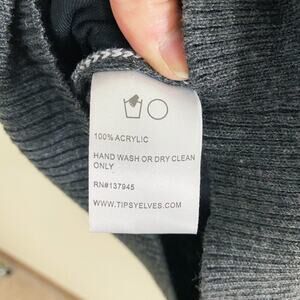 100% ACRYLIC
HAND WASH OR DRY CLEAN
ONLY
RN#137945
WWW.TIPSYELVES.COM